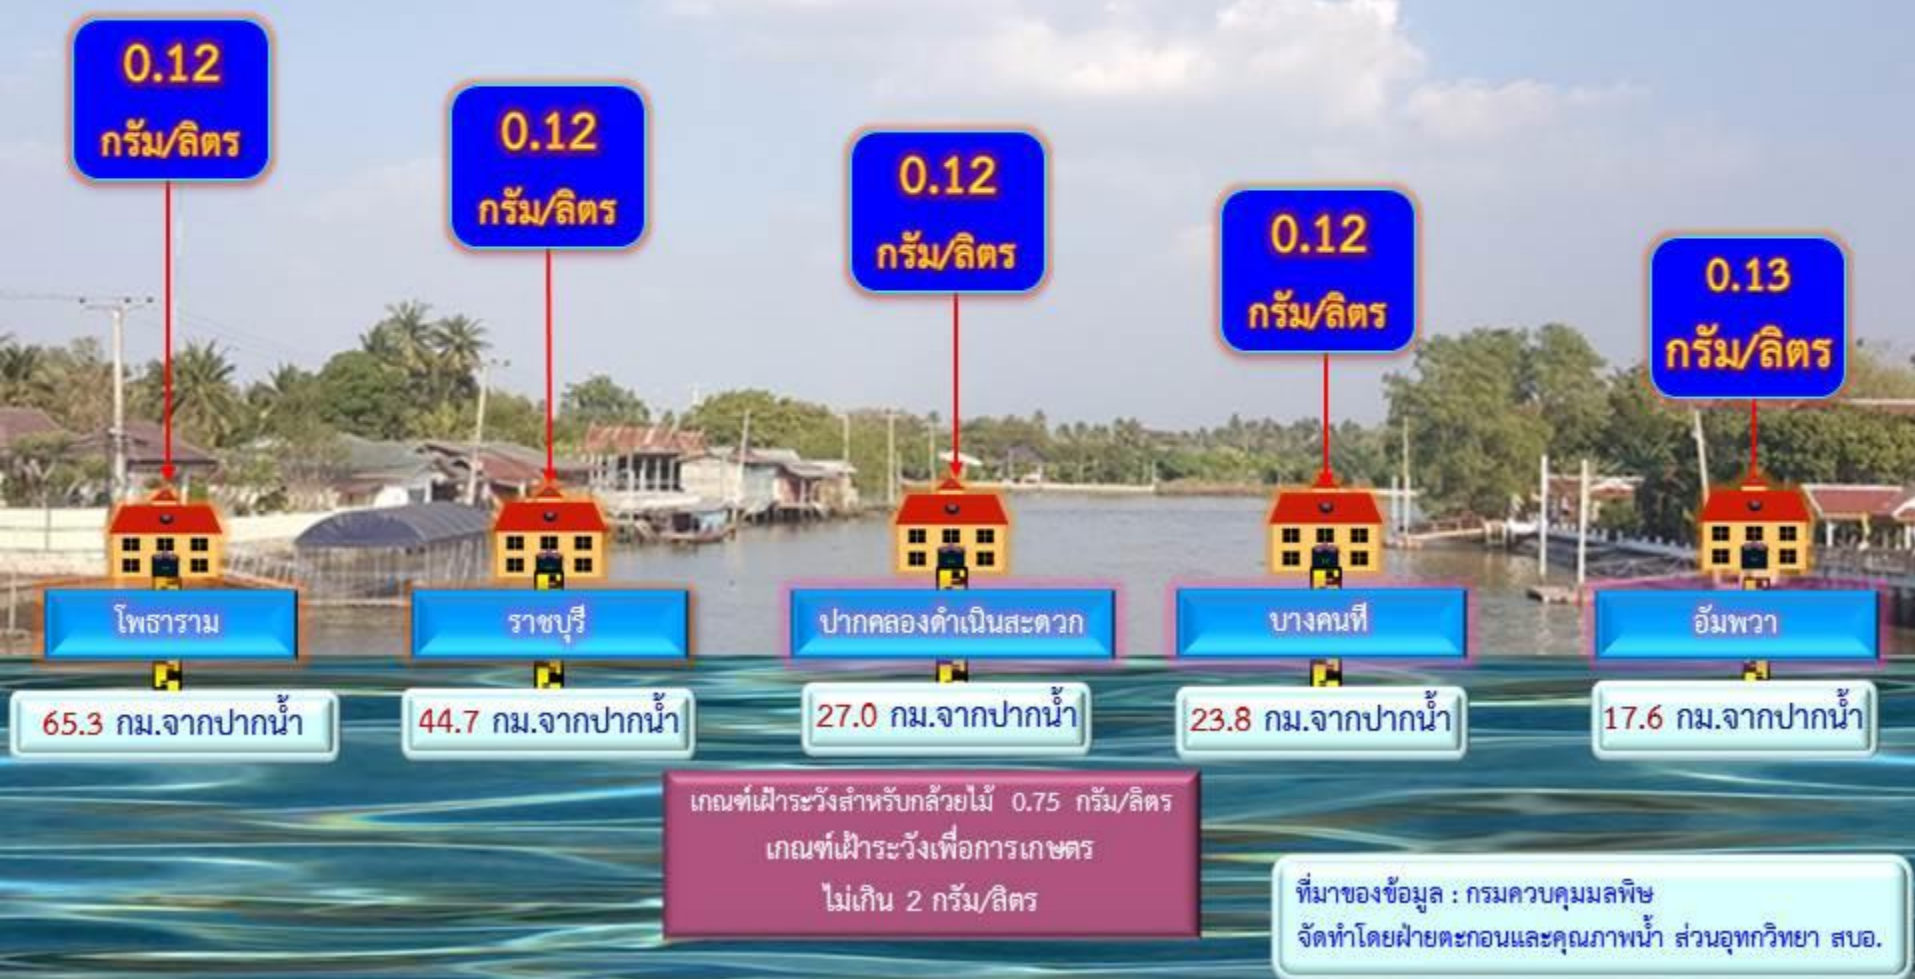 0.12
กรัม/ลิตร
0.12
กรัม/ลิตร
0.12
กรัม/ลิตร
0.12
กรัม/ลิตร
0.13
กรัม/ลิตร
โพธาราม
ราชบุรี
ปากคลองดำเนินสะดวก
บางคนที
อัมพวา
65.3 กม.จากปากน้ำ
44.7 กม.จากปากน้ำ
27.0 กม.จากปากน้ำ
23.8 กม.จากปากน้ำ
17.6 กม.จากปากน้ำ
เกณฑ์เฝ้าระวังสำหรับกล้วยไม้ 0.75 กรัม/ลิตร
เกณฑ์เฝ้าระวังเพื่อการเกษตร
ไม่เกิน 2 กรัม/ลิตร
ที่มาของข้อมูล : กรมควบคุมมลพิษ
จัดทำโดยฝ่ายตะกอนและคุณภาพน้ำ ส่วนอุทกวิทยา สบอ.